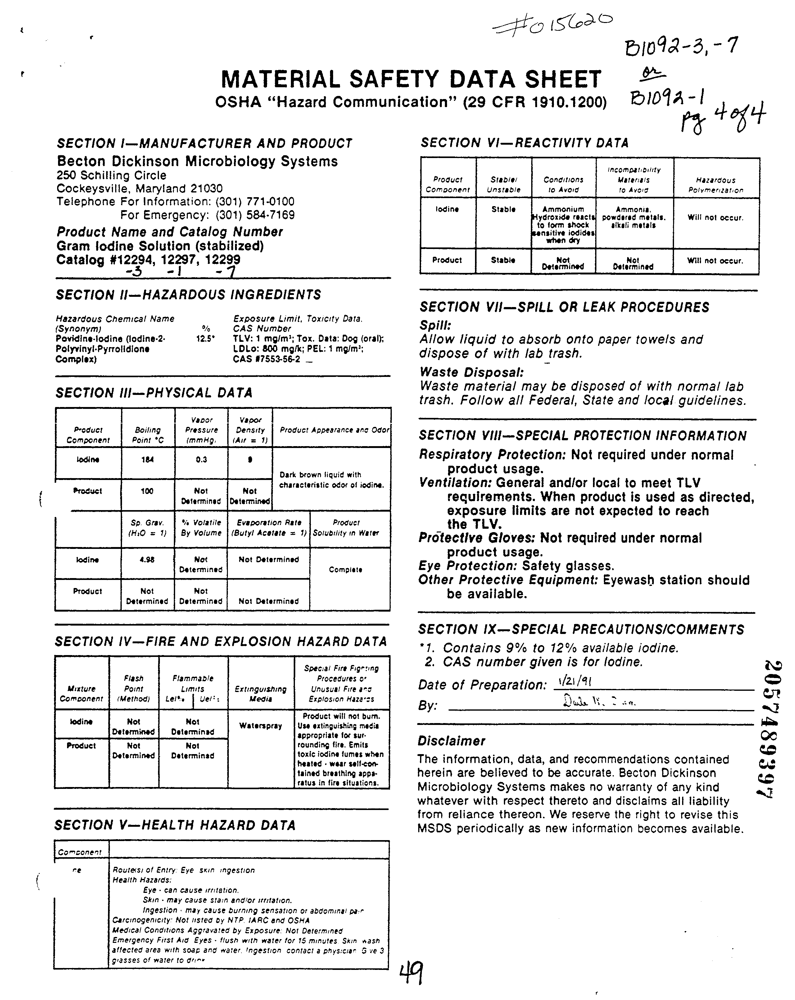 #015620
B1092-3,-7
or
B1092-1
pg 4 of 4
MATERIAL SAFETY DATA SHEET
OSHA “Hazard Communication” (29 CFR 1910.1200)
SECTION I—MANUFACTURER AND PRODUCT
Becton Dickinson Microbiology Systems
250 Schilling Circle
Cockeysville, Maryland 21030
Telephone For Information: (301) 771-0100
For Emergency: (301) 584-7169
Product Name and Catalog Number
Gram Iodine Solution (stabilized)
Catalog #12294, 12297, 12299
-3 -1 -7
SECTION II—HAZARDOUS INGREDIENTS
Hazardous Chemical Name Exposure Limit, Toxicity Data.
(Synonym) % CAS Number
Povidine-Iodine (Iodine-2- 12.5* TLV: 1 mg/m³; Tox. Data: Dog (oral);
Polyvinyl-Pyrrolidione LDLo: 800 mg/k; PEL: 1 mg/m³;
Complex) CAS #7553-56-2
SECTION III—PHYSICAL DATA
Vapor Vapor
Product Boiling Pressure Density Product Appearance and Odor
Component Point °C (mmHg. (Air = 1)
Iodine 184 0.3 9
Dark brown liquid with
characteristic odor of iodine.
Product 100 Not Not
Determined Determined
Sp. Grav. % Volatile Evaporation Rate Product
(H₂O = 1) By Volume (Butyl Acetate = 1) Solubility in Water
Iodine 4.98 Not Not Determined
Determined Complete
Product Not Not
Determined Determined Not Determined
SECTION IV—FIRE AND EXPLOSION HAZARD DATA
Special Fire Fighting
Flash Flammable Procedures or
Mixture Point Limits Extinguishing Unusual Fire and
Component (Method) Lel% Uel% Media Explosion Hazards
Iodine Not Not Waterspray Product will not burn.
Determined Determined Use extinguishing media
appropriate for sur-
Product Not Not rounding fire. Emits
Determined Determined toxic iodine fumes when
heated - wear self-con-
tained breathing appa-
ratus in fire situations.
SECTION V—HEALTH HAZARD DATA
Component
ne Route(s) of Entry: Eye skin ingestion
Health Hazards:
Eye - can cause irritation.
Skin - may cause stain and/or irritation.
Ingestion - may cause burning sensation or abdominal pain
Carcinogenicity: Not listed by NTP, IARC and OSHA
Medical Conditions Aggravated by Exposure: Not Determined
Emergency First Aid: Eyes - flush with water for 15 minutes. Skin wash
affected area with soap and water. Ingestion contact a physician Give 3
glasses of water to drink
SECTION VI—REACTIVITY DATA
Incompatibility
Product Stable/ Conditions Materials Hazardous
Component Unstable to Avoid to Avoid Polymerization
Iodine Stable Ammonium Ammonia, Will not occur.
Hydroxide reacts powdered metals,
to form shock alkali metals
sensitive iodides
when dry
Product Stable Not Not Will not occur.
Determined Determined
SECTION VII—SPILL OR LEAK PROCEDURES
Spill:
Allow liquid to absorb onto paper towels and
dispose of with lab trash.
Waste Disposal:
Waste material may be disposed of with normal lab
trash. Follow all Federal, State and local guidelines.
SECTION VIII—SPECIAL PROTECTION INFORMATION
Respiratory Protection: Not required under normal
product usage.
Ventilation: General and/or local to meet TLV
requirements. When product is used as directed,
exposure limits are not expected to reach
the TLV.
Protective Gloves: Not required under normal
product usage.
Eye Protection: Safety glasses.
Other Protective Equipment: Eyewash station should
be available.
SECTION IX—SPECIAL PRECAUTIONS/COMMENTS
*1. Contains 9% to 12% available iodine.
2. CAS number given is for Iodine.
Date of Preparation: 1/21/91
By:
Disclaimer
The information, data, and recommendations contained
herein are believed to be accurate. Becton Dickinson
Microbiology Systems makes no warranty of any kind
whatever with respect thereto and disclaims all liability
from reliance thereon. We reserve the right to revise this
MSDS periodically as new information becomes available.
2057489397
49